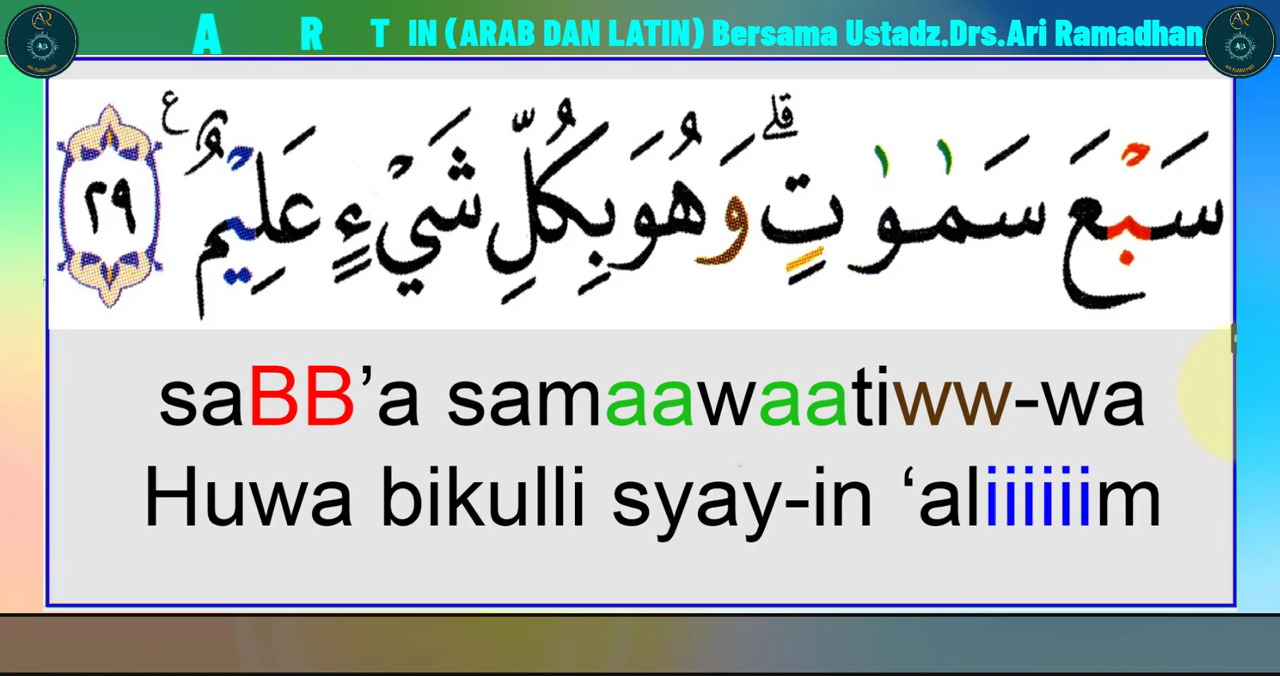 A R T IN (ARAB DAN LATIN) Bersama Ustadz.Drs.Ari Ramadhan
سَبْعَ سَمٰوٰتٍ ۗ وَهُوَ بِكُلِّ شَيْءٍ عَلِيْمٌ ࣖ ٢٩
saBB’a samaawaatiww-wa
Huwa bikulli syay-in ‘aliiiiiim